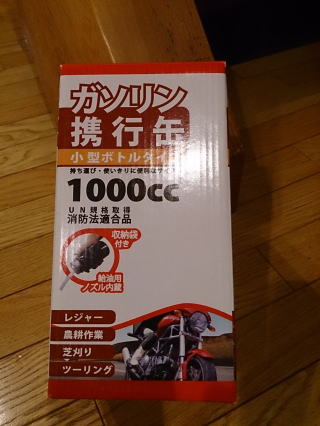 ガソリン
携行缶
小型ボトルタイプ
持ち運び・使いきりに便利なサイズ
1000cc
UN規格取得
消防法適合品
収納袋
付き
給油用
ノズル内蔵
レジャー
農耕作業
芝刈り
ツーリング